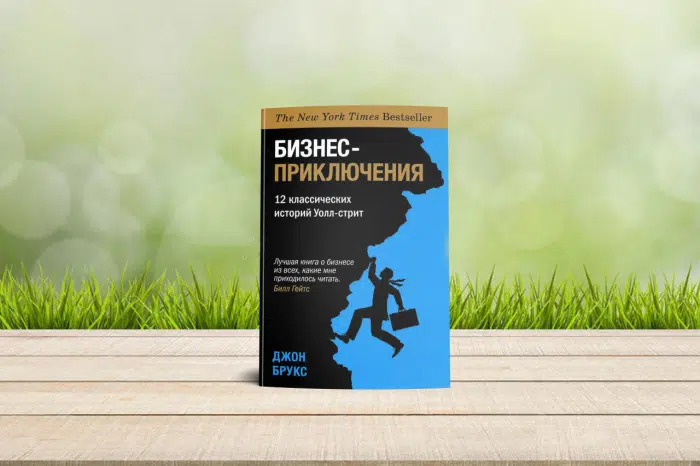 The New York Times Bestseller
БИЗНЕС-
ПРИКЛЮЧЕНИЯ
12 классических
историй Уолл-стрит
Лучшая книга о бизнесе
из всех, какие мне
приходилось читать.
Билл Гейтс
ДЖОН
БРУКС